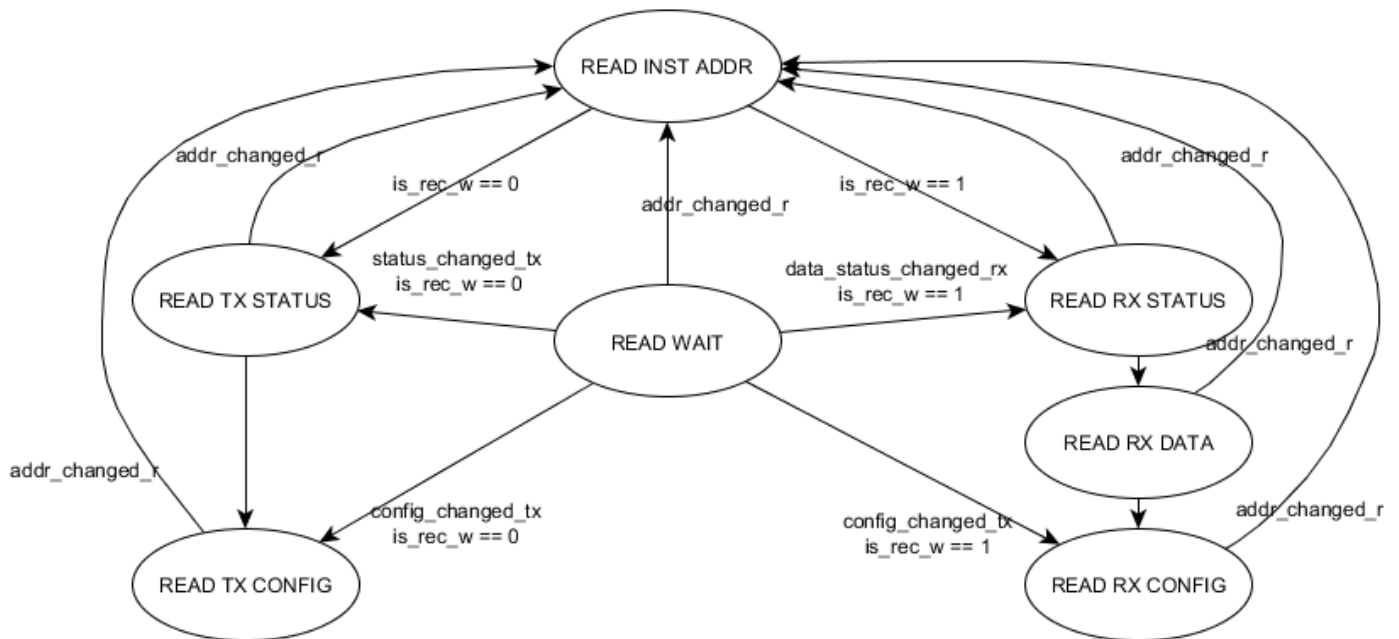 READ INST ADDR
addr_changed_r
addr_changed_r
is_rec_w == 0
is_rec_w == 1
addr_changed_r
status_changed_tx
is_rec_w == 0
data_status_changed_rx
is_rec_w == 1
READ TX STATUS
READ WAIT
READ RX STATUS
addr_changed_r
READ RX DATA
addr_changed_r
config_changed_tx
is_rec_w == 0
config_changed_tx
is_rec_w == 1
addr_changed_r
READ TX CONFIG
READ RX CONFIG